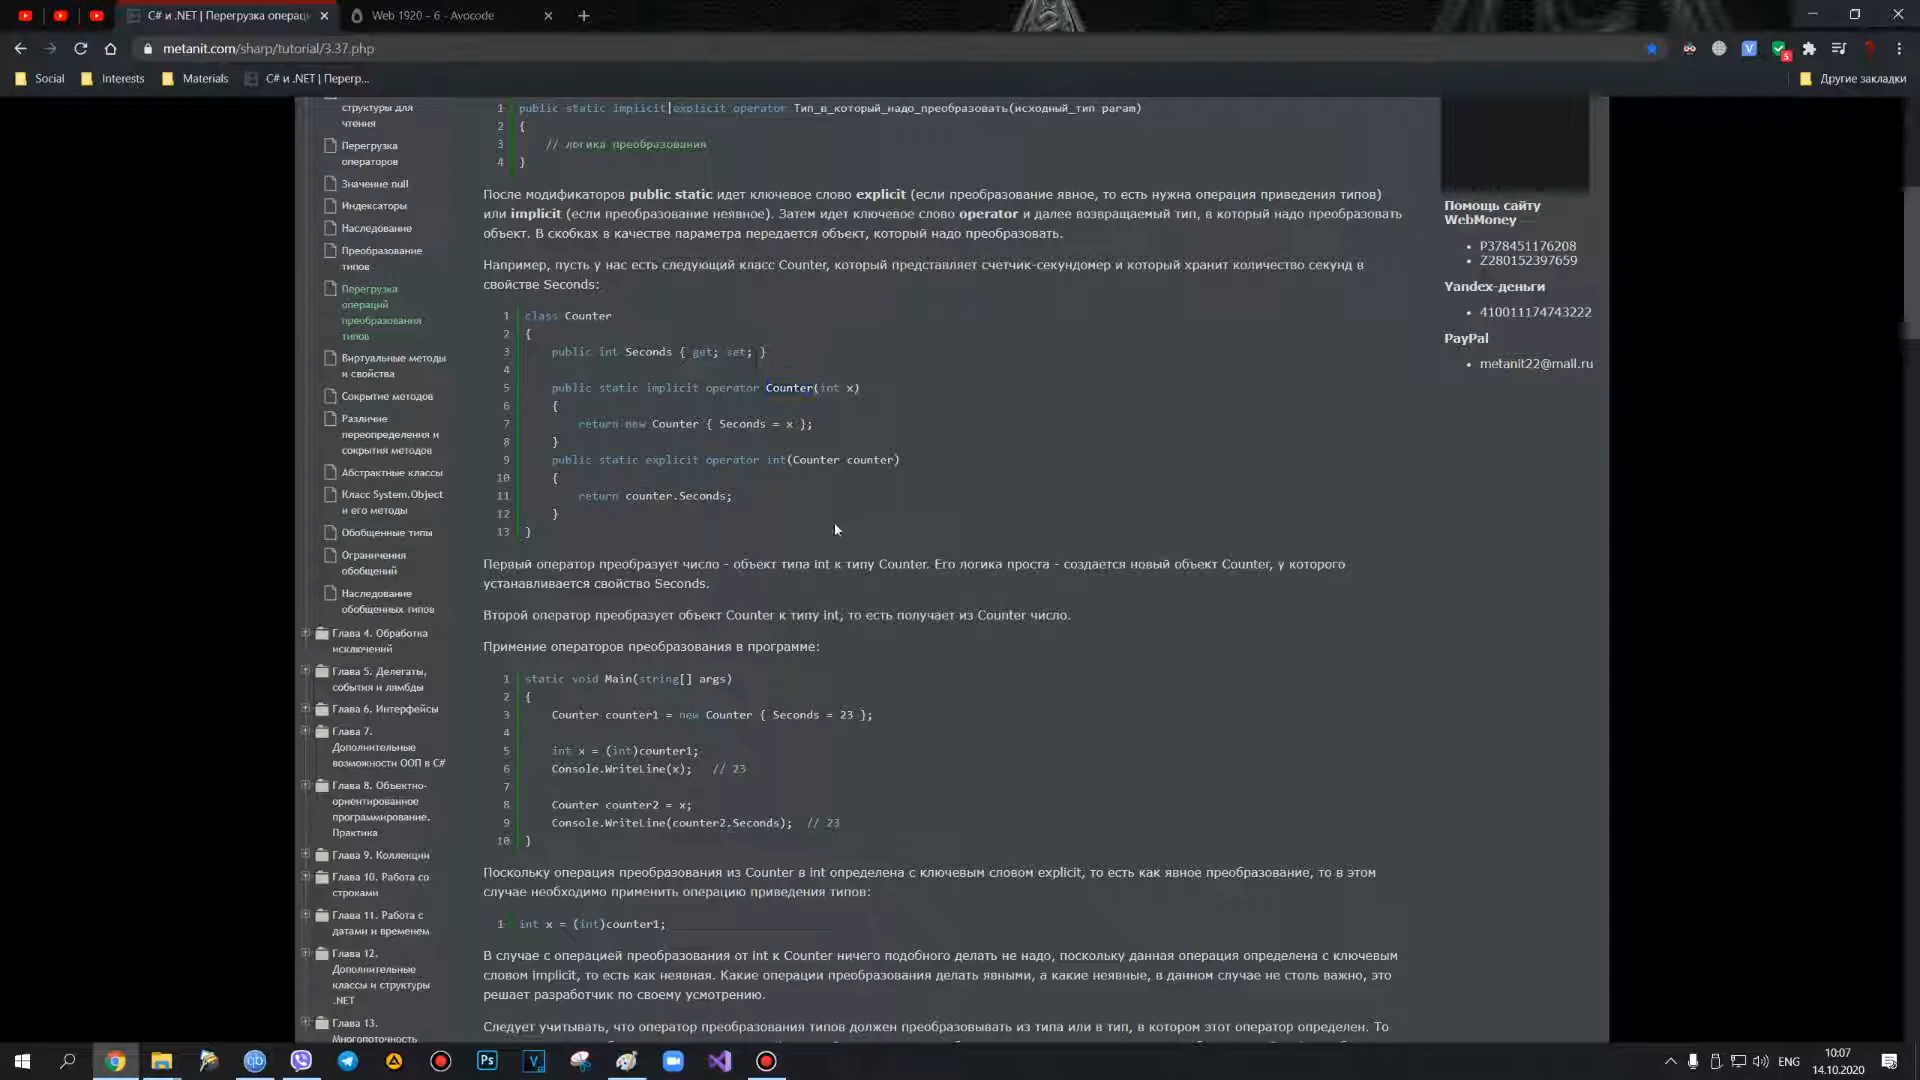 C# и .NET | Перегрузка операци
Web 1920 – 6 - Avocode
metanit.com/sharp/tutorial/3.37.php
5
Social
Interests
Materials
C# и .NET | Перегр...
Другие закладки
структуры для
чтения
Перегрузка
операторов
Значение null
Индексаторы
Наследование
Преобразование
типов
Перегрузка
операций
преобразования
типов
Виртуальные методы
и свойства
Сокрытие методов
Различие
переопределения и
сокрытия методов
Абстрактные классы
Класс System.Object
и его методы
Обобщенные типы
Ограничения
обобщений
Наследование
обобщенных типов
Глава 4. Обработка
исключений
Глава 5. Делегаты,
события и лямбды
Глава 6. Интерфейсы
Глава 7.
Дополнительные
возможности ООП в C#
Глава 8. Объектно-
ориентированное
программирование.
Практика
Глава 9. Коллекции
Глава 10. Работа со
строками
Глава 11. Работа с
датами и временем
Глава 12.
Дополнительные
классы и структуры
.NET
Глава 13.
Многопоточность
1 public static implicit|explicit operator Тип_в_который_надо_преобразовать(исходный_тип param)
2 {
3 // логика преобразования
4 }
После модификаторов public static идет ключевое слово explicit (если преобразование явное, то есть нужна операция приведения типов)
или implicit (если преобразование неявное). Затем идет ключевое слово operator и далее возвращаемый тип, в который надо преобразовать
объект. В скобках в качестве параметра передается объект, который надо преобразовать.
Например, пусть у нас есть следующий класс Counter, который представляет счетчик-секундомер и который хранит количество секунд в
свойстве Seconds:
1 class Counter
2 {
3 public int Seconds { get; set; }
4
5 public static implicit operator Counter(int x)
6 {
7 return new Counter { Seconds = x };
8 }
9 public static explicit operator int(Counter counter)
10 {
11 return counter.Seconds;
12 }
13 }
Первый оператор преобразует число - объект типа int к типу Counter. Его логика проста - создается новый объект Counter, у которого
устанавливается свойство Seconds.
Второй оператор преобразует объект Counter к типу int, то есть получает из Counter число.
Примение операторов преобразования в программе:
1 static void Main(string[] args)
2 {
3 Counter counter1 = new Counter { Seconds = 23 };
4
5 int x = (int)counter1;
6 Console.WriteLine(x); // 23
7
8 Counter counter2 = x;
9 Console.WriteLine(counter2.Seconds); // 23
10 }
Поскольку операция преобразования из Counter в int определена с ключевым словом explicit, то есть как явное преобразование, то в этом
случае необходимо применить операцию приведения типов:
1 int x = (int)counter1;
В случае с операцией преобразования от int к Counter ничего подобного делать не надо, поскольку данная операция определена с ключевым
словом implicit, то есть как неявная. Какие операции преобразования делать явными, а какие неявные, в данном случае не столь важно, это
решает разработчик по своему усмотрению.
Следует учитывать, что оператор преобразования типов должен преобразовывать из типа или в тип, в котором этот оператор определен. То
Помощь сайту
WebMoney
P378451176208
Z280152397659
Yandex-деньги
410011174743222
PayPal
metanit22@mail.ru
qb
Ps
V
ENG
10:07
14.10.2020